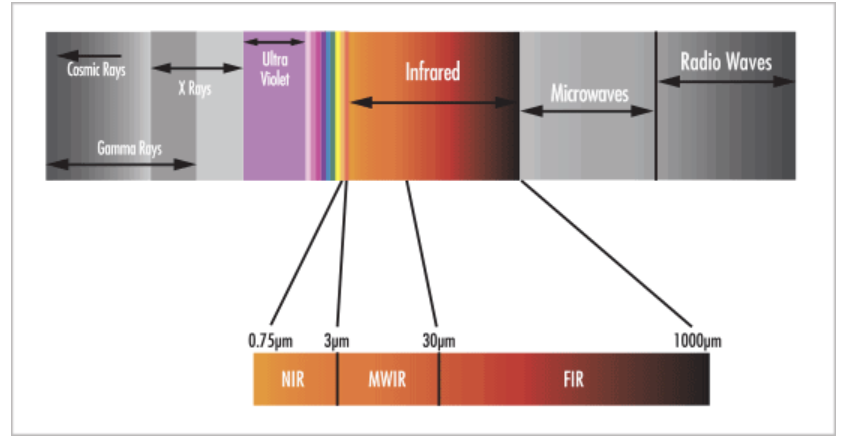 Cosmic Rays
X Rays
Gamma Rays
Ultra
Violet
Infrared
Microwaves
Radio Waves
0.75µm
3µm
30µm
1000µm
NIR
MWIR
FIR